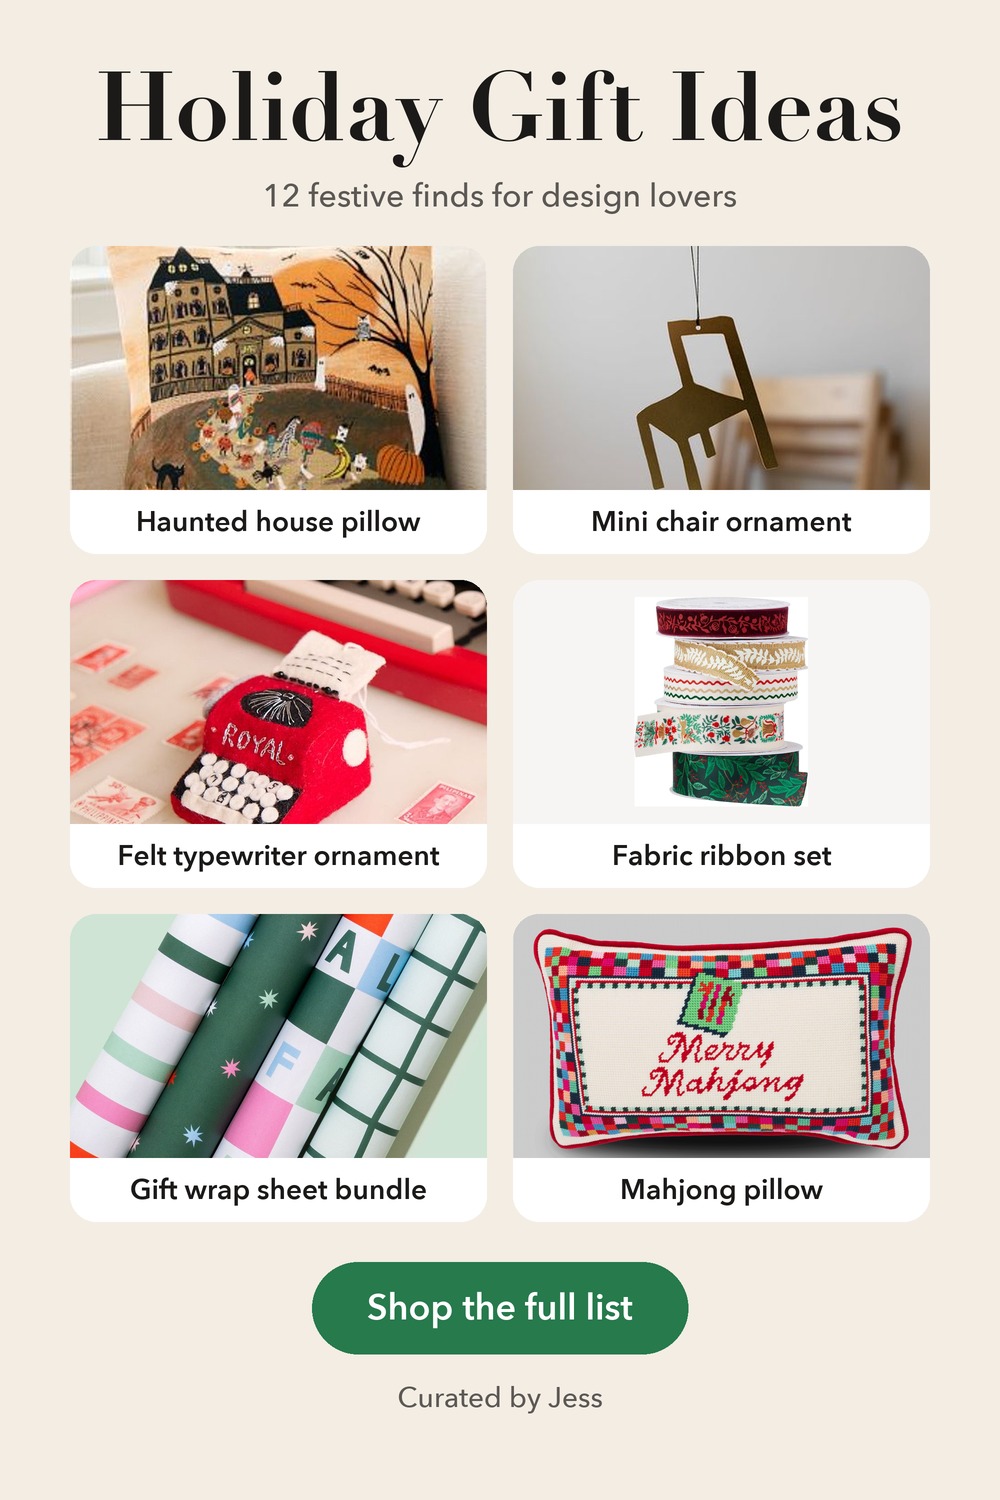 Holiday Gift Ideas
12 festive finds for design lovers
Haunted house pillow
Mini chair ornament
ROYAL
Felt typewriter ornament
Fabric ribbon set
A L
F A
Gift wrap sheet bundle
Merry
Mahjong
Mahjong pillow
Shop the full list
Curated by Jess